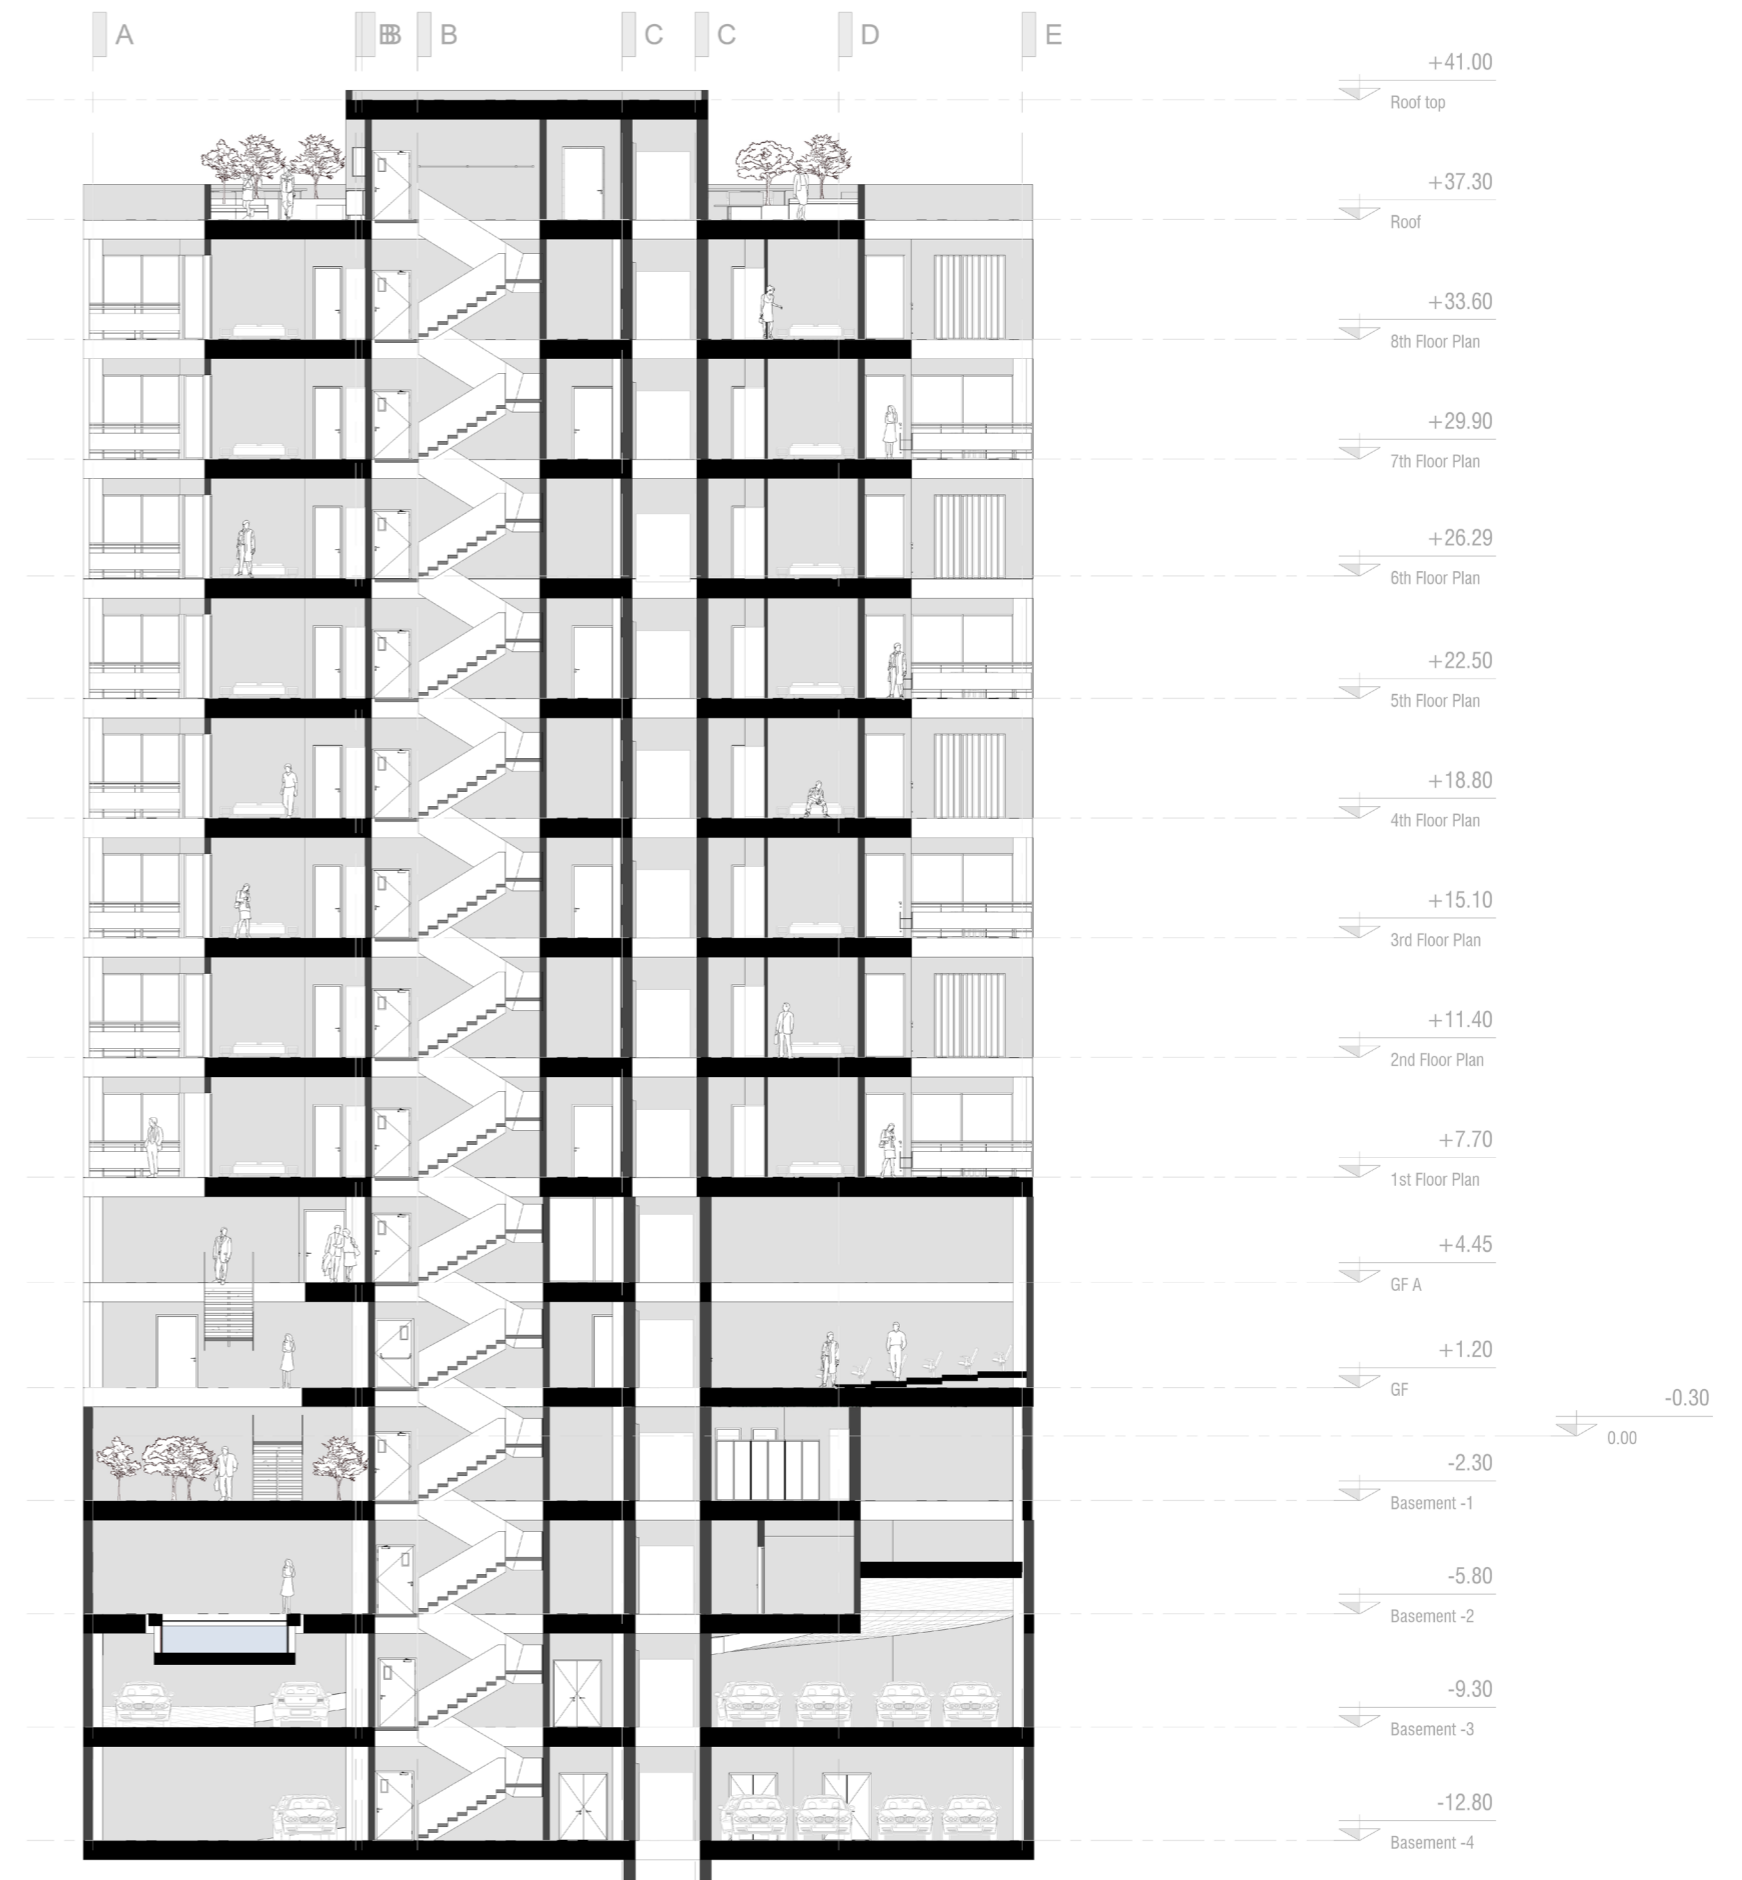 A
B
B
B
C
C
D
E
+41.00
Roof top
+37.30
Roof
+33.60
8th Floor Plan
+29.90
7th Floor Plan
+26.29
6th Floor Plan
+22.50
5th Floor Plan
+18.80
4th Floor Plan
+15.10
3rd Floor Plan
+11.40
2nd Floor Plan
+7.70
1st Floor Plan
+4.45
GF A
+1.20
GF
-0.30
0.00
-2.30
Basement -1
-5.80
Basement -2
-9.30
Basement -3
-12.80
Basement -4